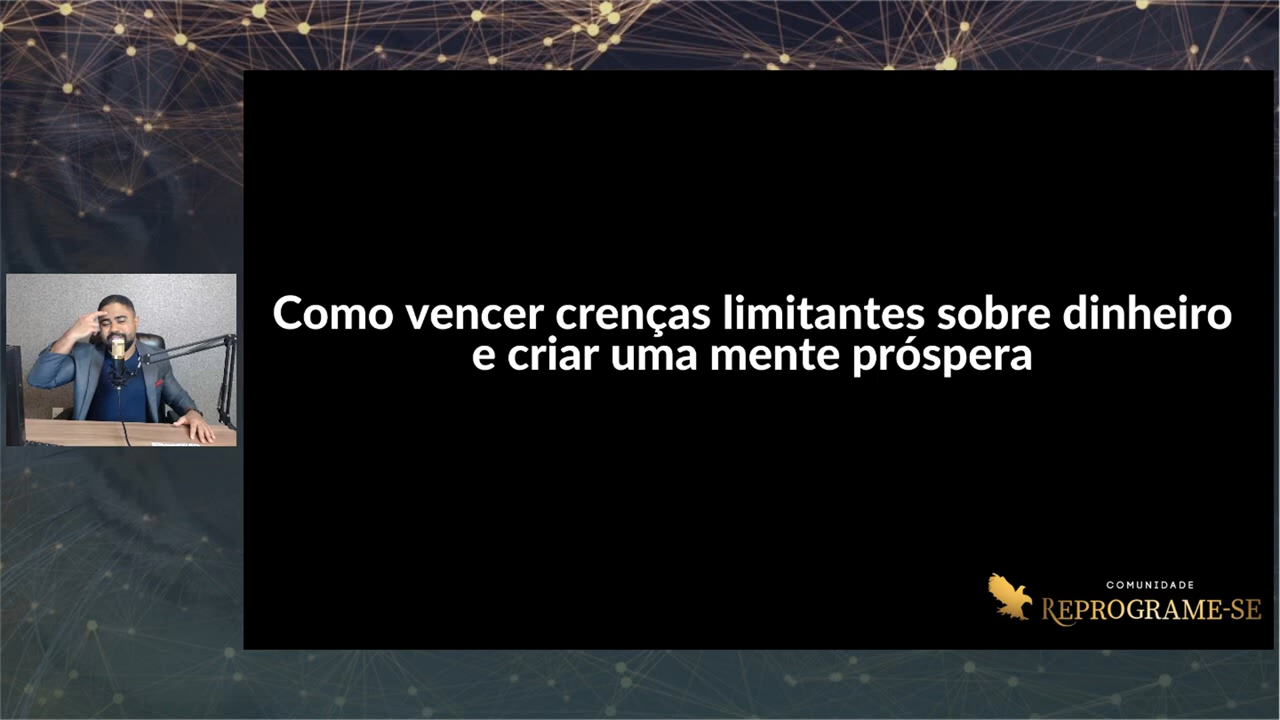 Como vencer crenças limitantes sobre dinheiro
e criar uma mente próspera
COMUNIDADE
REPROGRAME-SE